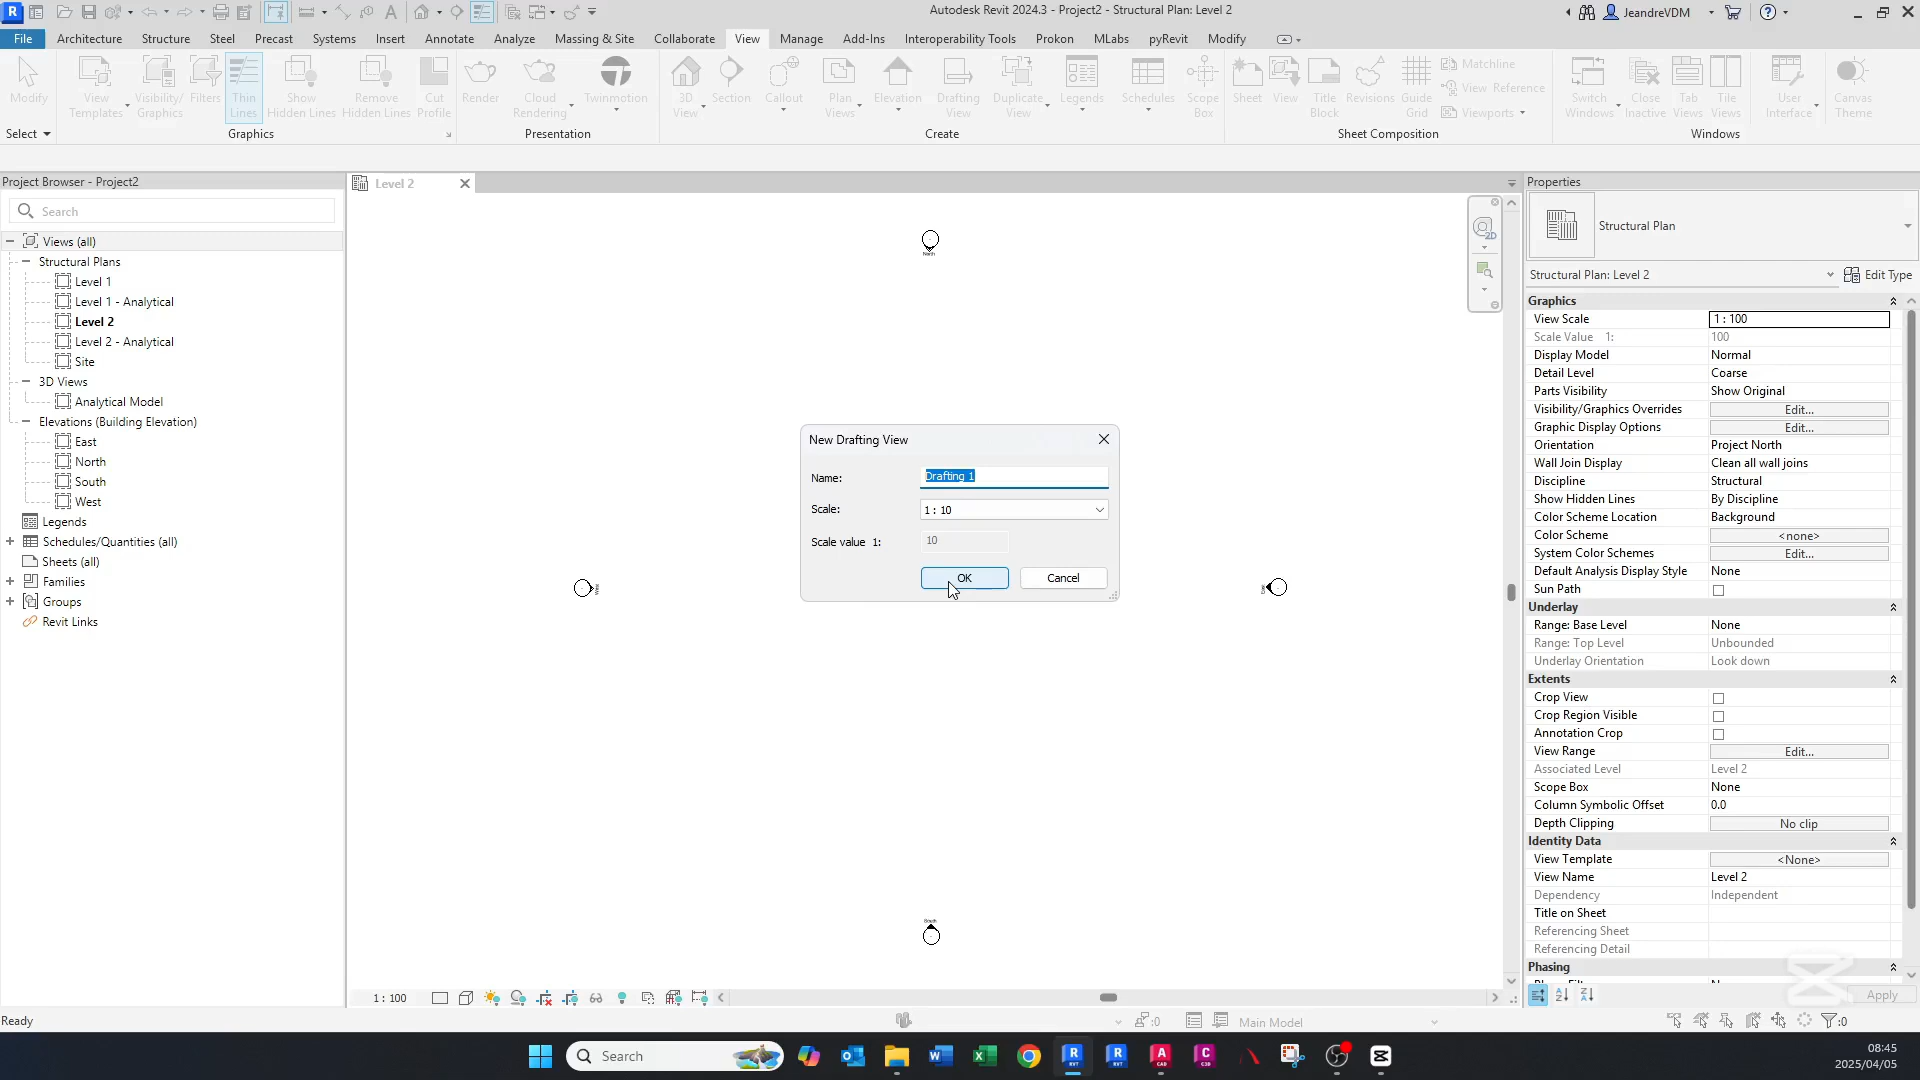 Autodesk Revit 2024.3 - Project2 - Structural Plan: Level 2
JeandreVDM
File Architecture Structure Steel Precast Systems Insert Annotate Analyze Massing & Site Collaborate View Manage Add-Ins Interoperability Tools Prokon MLabs pyRevit Modify
Modify
View Templates
Visibility/ Graphics
Filters
Thin Lines
Show Hidden Lines
Remove Hidden Lines
Cut Profile
Render
Cloud Rendering
Twinmotion
3D View
Section
Callout
Plan Views
Elevation
Drafting View
Duplicate View
Legends
Schedules
Scope Box
Sheet
View
Title Block
Revisions
Guide Grid
Matchline
View Reference
Viewports
Switch Windows
Close Inactive
Tab Views
Tile Views
User Interface
Canvas Theme
Select Graphics Presentation Create Sheet Composition Windows
Project Browser - Project2
Search
Views (all)
Structural Plans
Level 1
Level 1 - Analytical
Level 2
Level 2 - Analytical
Site
3D Views
Analytical Model
Elevations (Building Elevation)
East
North
South
West
Legends
Schedules/Quantities (all)
Sheets (all)
Families
Groups
Revit Links
Level 2
North
South
2D
New Drafting View
Name: Drafting 1
Scale: 1 : 10
Scale value 1: 10
OK Cancel
Properties
Structural Plan
Structural Plan: Level 2 Edit Type
Graphics
View Scale 1 : 100
Scale Value 1: 100
Display Model Normal
Detail Level Coarse
Parts Visibility Show Original
Visibility/Graphics Overrides Edit...
Graphic Display Options Edit...
Orientation Project North
Wall Join Display Clean all wall joins
Discipline Structural
Show Hidden Lines By Discipline
Color Scheme Location Background
Color Scheme <none>
System Color Schemes Edit...
Default Analysis Display Style None
Sun Path
Underlay
Range: Base Level None
Range: Top Level Unbounded
Underlay Orientation Look down
Extents
Crop View
Crop Region Visible
Annotation Crop
View Range Edit...
Associated Level Level 2
Scope Box None
Column Symbolic Offset 0.0
Depth Clipping No clip
Identity Data
View Template <None>
View Name Level 2
Dependency Independent
Title on Sheet
Referencing Sheet
Referencing Detail
Phasing
Apply
1 : 100
Ready
:0
Main Model
:0
Search
08:45
2025/04/05